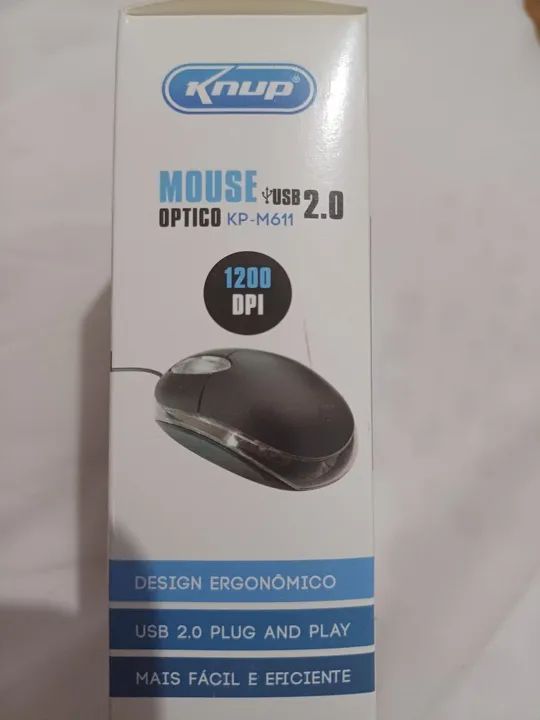 Knup®
MOUSE USB 2.0
OPTICO KP-M611
1200
DPI
DESIGN ERGONÔMICO
USB 2.0 PLUG AND PLAY
MAIS FÁCIL E EFICIENTE